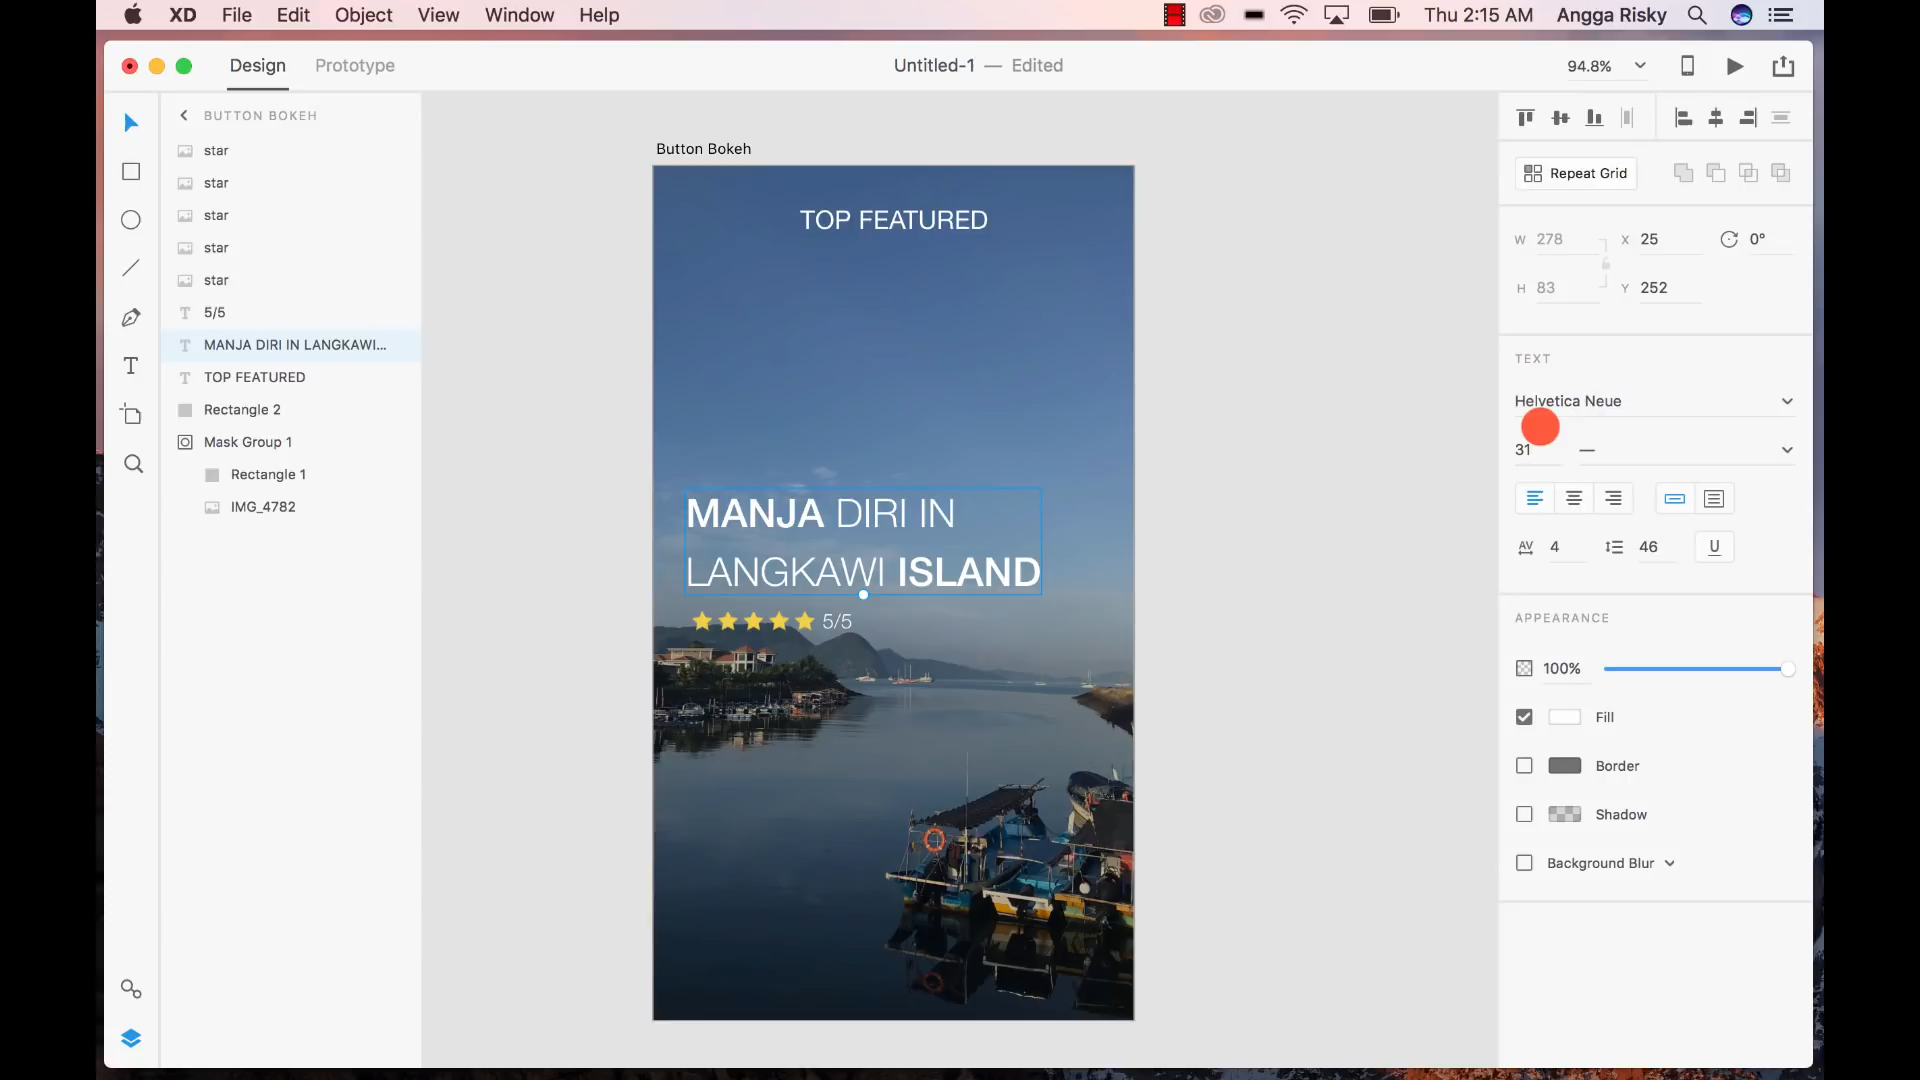 XD File Edit Object View Window Help
Thu 2:15 AM Angga Risky
Design Prototype
Untitled-1 — Edited
94.8%
BUTTON BOKEH
star
star
star
star
star
5/5
MANJA DIRI IN LANGKAWI...
TOP FEATURED
Rectangle 2
Mask Group 1
Rectangle 1
IMG_4782
Button Bokeh
TOP FEATURED
MANJA DIRI IN
LANGKAWI ISLAND
5/5
Repeat Grid
W 278 X 25 0°
H 83 Y 252
TEXT
Helvetica Neue
31 —
AV 4 46 U
APPEARANCE
100%
Fill
Border
Shadow
Background Blur